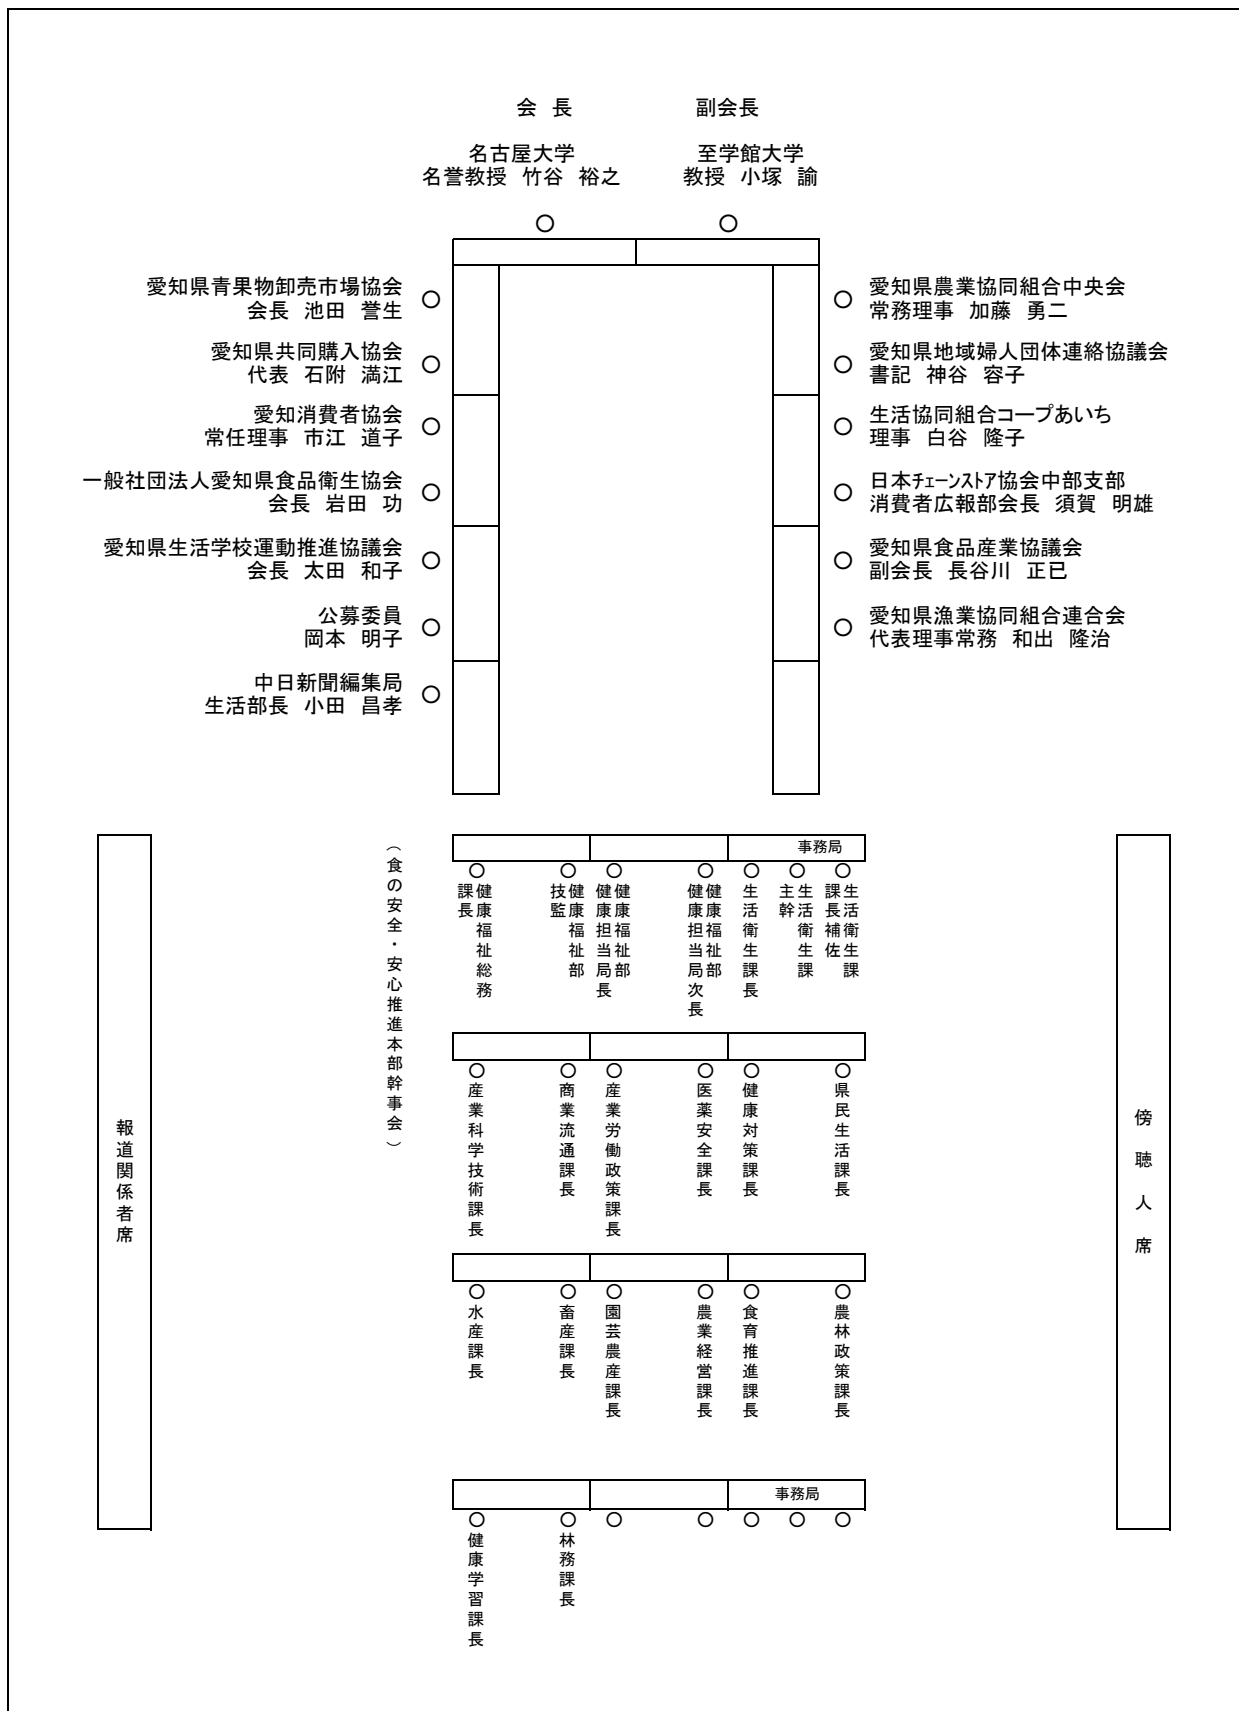 会 長
副会長
名古屋大学
名誉教授 竹谷 裕之
至学館大学
教授 小塚 諭
愛知県青果物卸売市場協会
会長 池田 誉生
愛知県共同購入協会
代表 石附 満江
愛知消費者協会
常任理事 市江 道子
一般社団法人愛知県食品衛生協会
会長 岩田 功
愛知県生活学校運動推進協議会
会長 太田 和子
公募委員
岡本 明子
中日新聞編集局
生活部長 小田 昌孝
愛知県農業協同組合中央会
常務理事 加藤 勇二
愛知県地域婦人団体連絡協議会
書記 神谷 容子
生活協同組合コープあいち
理事 白谷 隆子
日本ﾁｪｰﾝｽﾄｱ協会中部支部
消費者広報部会長 須賀 明雄
愛知県食品産業協議会
副会長 長谷川 正已
愛知県漁業協同組合連合会
代表理事常務 和出 隆治
報道関係者席
（食の安全・安心推進本部幹事会）
事務局
健康福祉総務
課長
健康福祉部
技監
健康福祉部
健康担当局長
健康福祉部
健康担当局次長
生活衛生課長
生活衛生課
主幹
生活衛生課
課長補佐
産業科学技術課長
商業流通課長
産業労働政策課長
医薬安全課長
健康対策課長
県民生活課長
水産課長
畜産課長
園芸農産課長
農業経営課長
食育推進課長
農林政策課長
事務局
健康学習課長
林務課長
傍聴人席